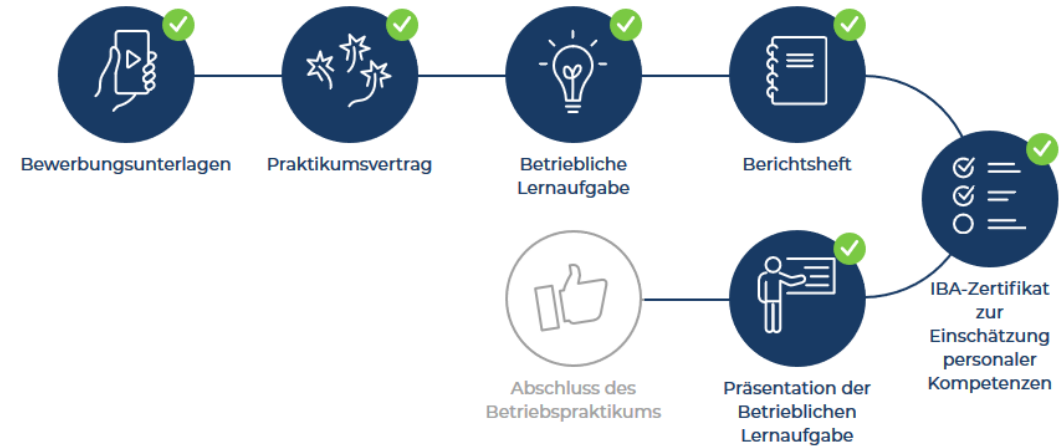 Bewerbungsunterlagen
Praktikumsvertrag
Betriebliche
Lernaufgabe
Berichtsheft
IBA-Zertifikat
zur
Einschätzung
personaler
Kompetenzen
Präsentation der
Betrieblichen
Lernaufgabe
Abschluss des
Betriebspraktikums